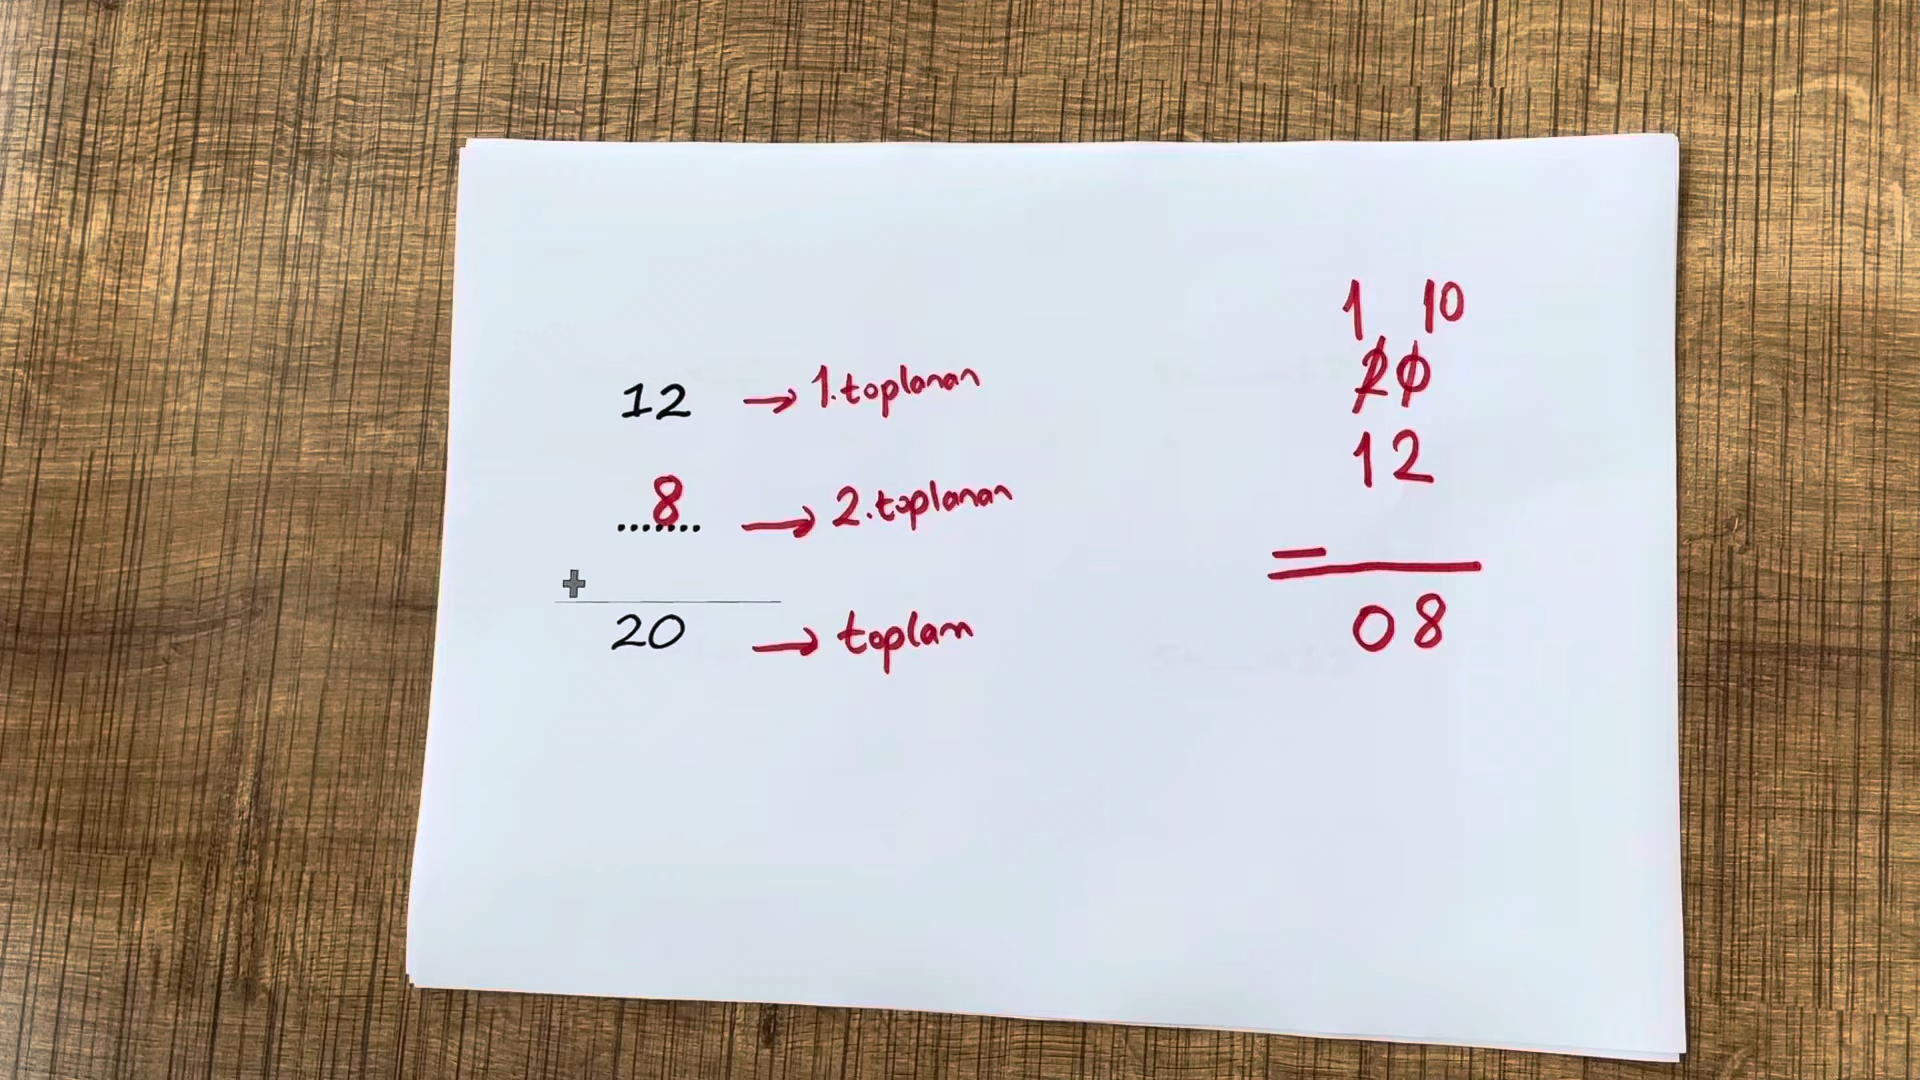 12 → 1.toplanan
8
....... → 2.toplanan
+
20 → toplam
1 10
20
12
08